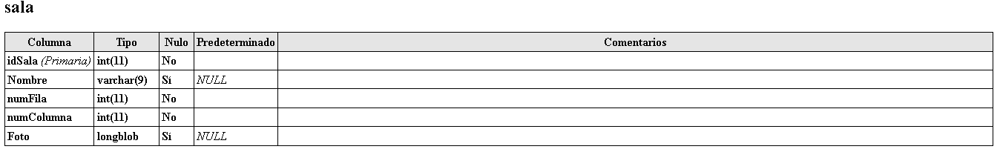 sala
Columna Tipo Nulo Predeterminado Comentarios
idSala (Primaria) int(11) No
Nombre varchar(9) Sí NULL
numFila int(11) No
numColumna int(11) No
Foto longblob Sí NULL